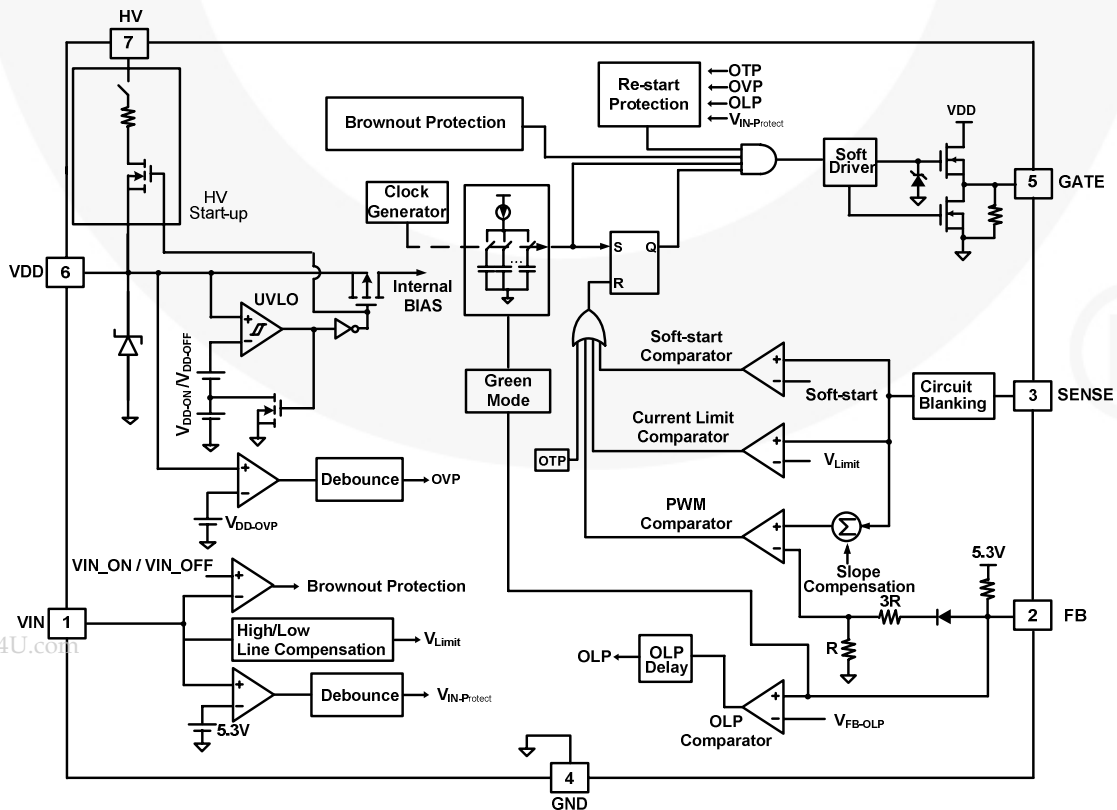 HV
7
Re-start
Protection
OTP
OVP
OLP
VIN-Protect
Brownout Protection
VDD
Soft
Driver
5
GATE
HV
Start-up
Clock
Generator
S
Q
R
VDD
6
Internal
BIAS
UVLO
+
−
VDD-ON /VDD-OFF
...
Green
Mode
Soft-start
Comparator
+
−
Soft-start
Circuit
Blanking
3
SENSE
Current Limit
Comparator
+
−
VLimit
OTP
+
−
Debounce
OVP
VDD-OVP
PWM
Comparator
+
−
Σ
Slope
Compensation
5.3V
VIN_ON / VIN_OFF
+
−
Brownout Protection
3R
R
2
FB
VIN
1
4U.com
High/Low
Line Compensation
VLimit
OLP
OLP
Delay
+
−
Debounce
VIN-Protect
5.3V
+
−
VFB-OLP
OLP
Comparator
4
GND